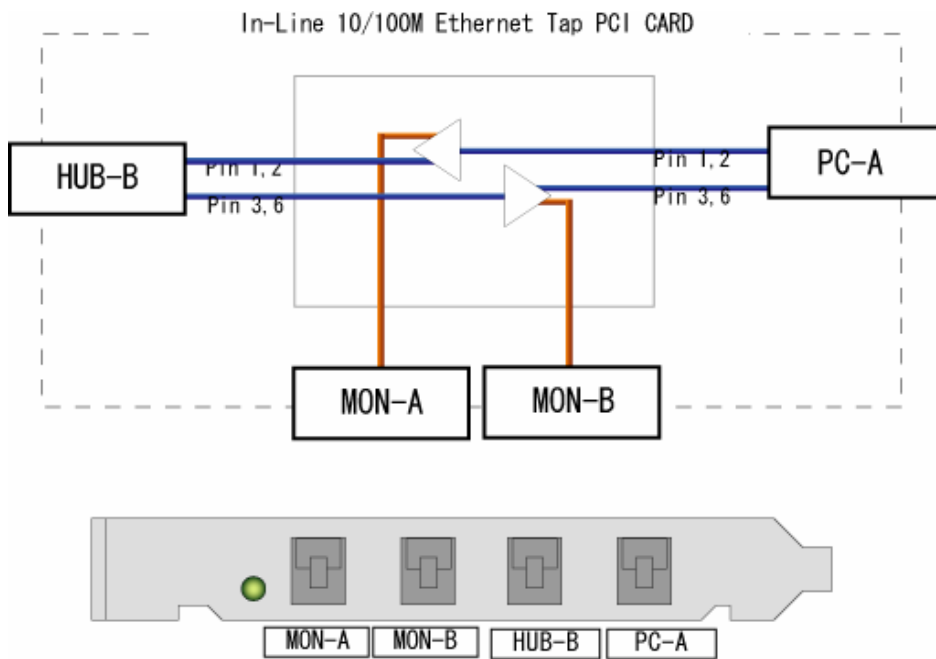 In-Line 10/100M Ethernet Tap PCI CARD
HUB-B
Pin 1,2
Pin 3,6
Pin 1,2
Pin 3,6
PC-A
MON-A
MON-B
MON-A
MON-B
HUB-B
PC-A